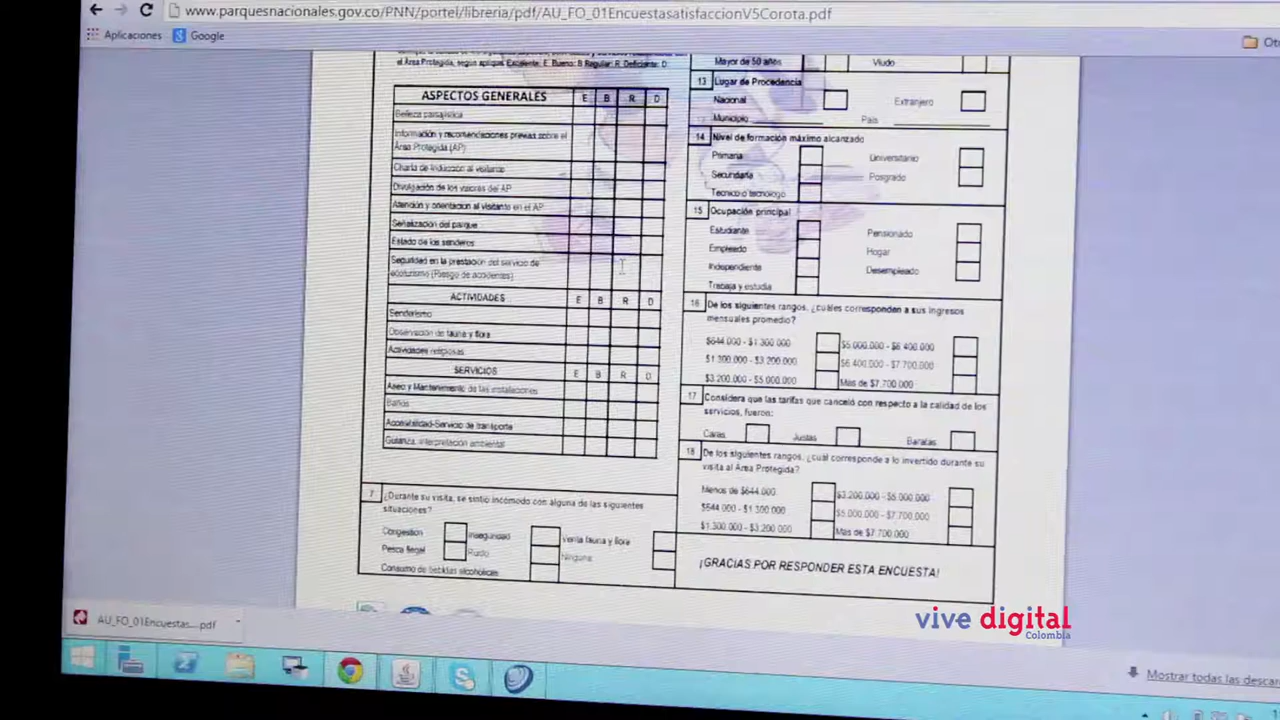 www.parquesnacionales.gov.co/PNN/portel/libreria/pdf/AU_FO_01EncuestasatisfaccionV5Corota.pdf
Aplicaciones
Google
el Área Protegida, según aplique Excelente: E, Bueno: B Regular: R, Deficiente: D
ASPECTOS GENERALES E B R D
Belleza paisajística
Información y recomendaciones previas sobre el
Área Protegida (AP)
Charla de inducción al visitante
Divulgación de los valores del AP
Atención y orientación al visitante en el AP
Señalización del parque
Estado de los senderos
Seguridad en la prestación del servicio de
ecoturismo (Riesgo de accidentes)
ACTIVIDADES E B R D
Senderismo
Observación de fauna y flora
Actividades religiosas
SERVICIOS E B R D
Aseo y Mantenimiento de las instalaciones
Baños
Accesibilidad-Servicio de transporte
Guianza, interpretación ambiental
7 ¿Durante su visita, se sintió incómodo con alguna de las siguientes
situaciones?
Congestión Inseguridad Venta fauna y flora
Pesca ilegal Ruido Ninguna
Consumo de bebidas alcohólicas
Mayor de 50 años Viudo
13 Lugar de Procedencia
Nacional Extranjero
Municipio País
14 Nivel de formación máximo alcanzado
Primaria Universitario
Secundaria Posgrado
Técnico o tecnólogo
15 Ocupación principal
Estudiante Pensionado
Empleado Hogar
Independiente Desempleado
Trabaja y estudia
16 De los siguientes rangos, ¿cuáles corresponden a sus ingresos
mensuales promedio?
$644.000 - $1.300.000 $5.000.000 - $6.400.000
$1.300.000 - $3.200.000 $6.400.000 - $7.700.000
$3.200.000 - $5.000.000 Más de $7.700.000
17 Considera que las tarifas que canceló con respecto a la calidad de los
servicios, fueron:
Caras Justas Baratas
18 De los siguientes rangos, ¿cuál corresponde a lo invertido durante su
visita al Área Protegida?
Menos de $644.000 $3.200.000 - $5.000.000
$644.000 - $1.300.000 $5.000.000 - $7.700.000
$1.300.000 - $3.200.000 Más de $7.700.000
¡GRACIAS POR RESPONDER ESTA ENCUESTA!
vive digital
Colombia
AU_FO_01Encuestas....pdf
Mostrar todas las descar